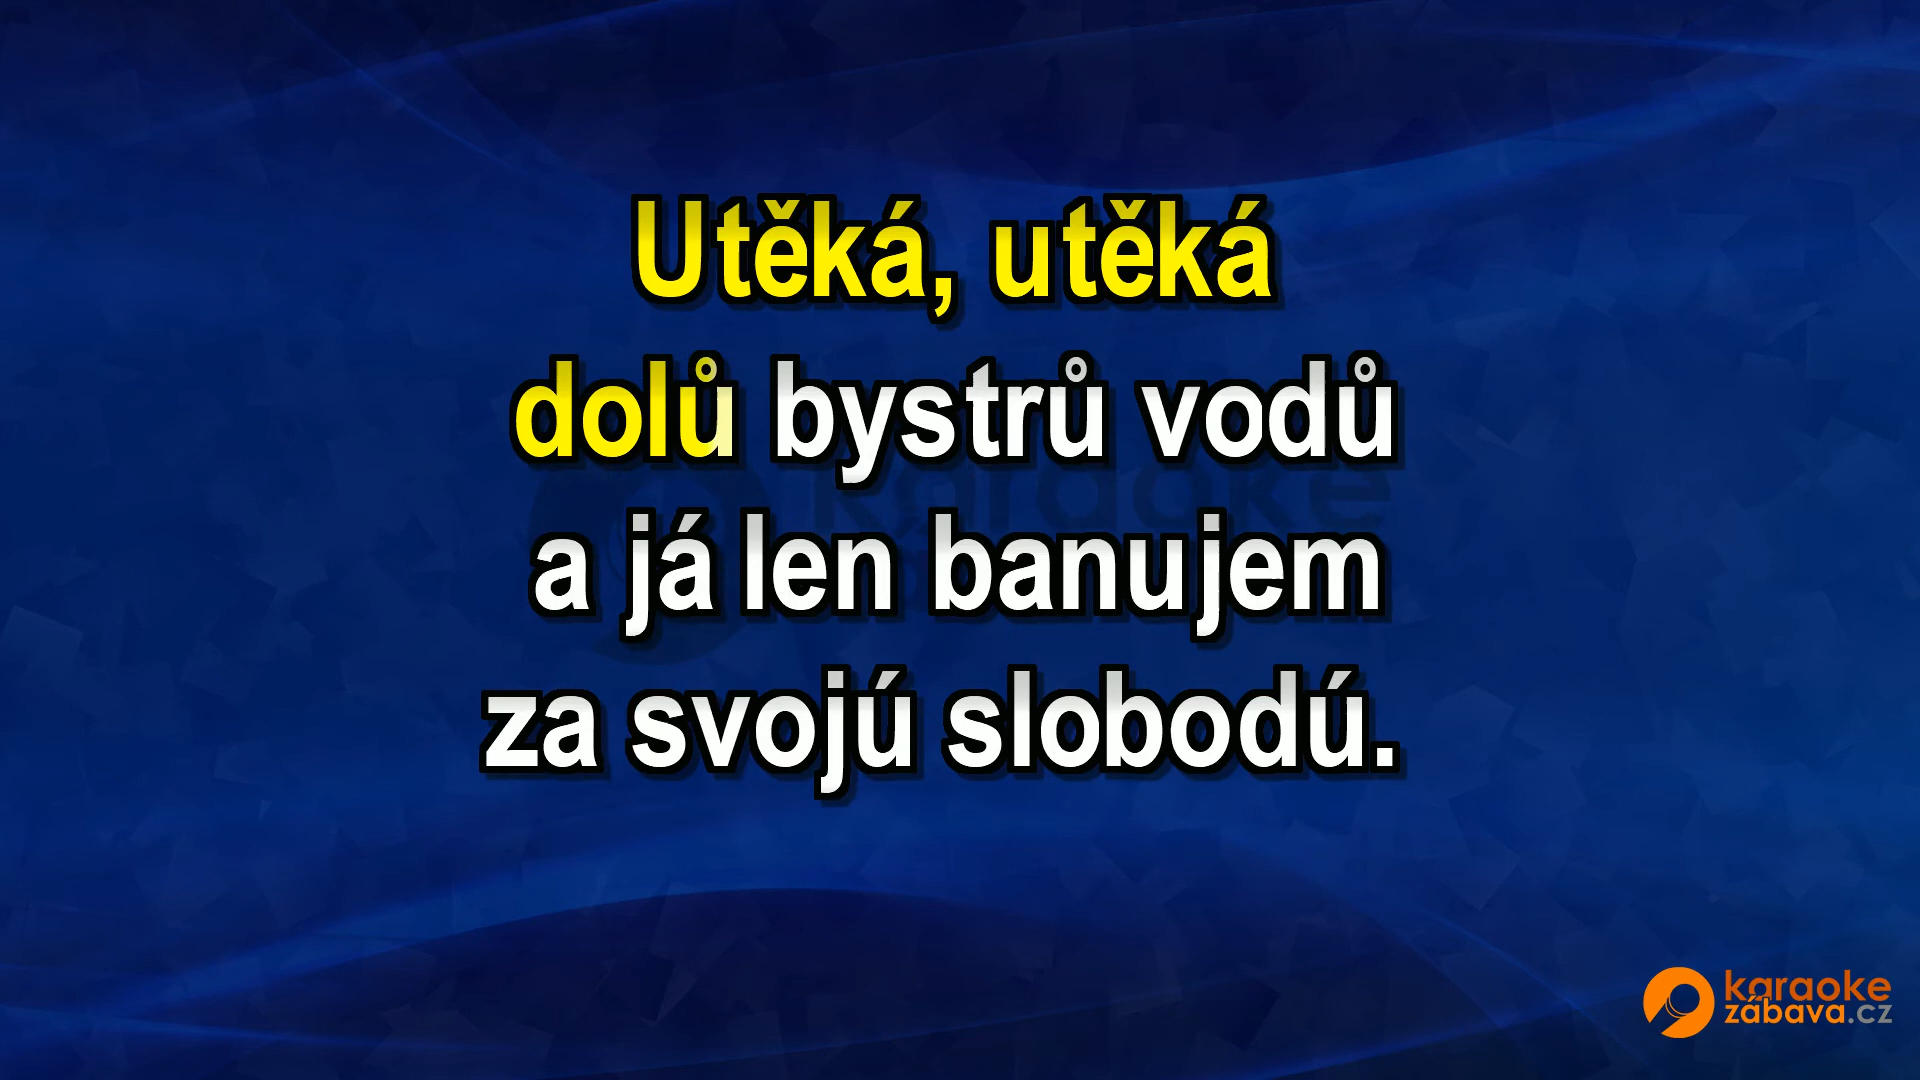 Utěká, utěká
dolů bystrů vodů
a já len banujem
za svojú slobodú.
karaoke
zábava.cz